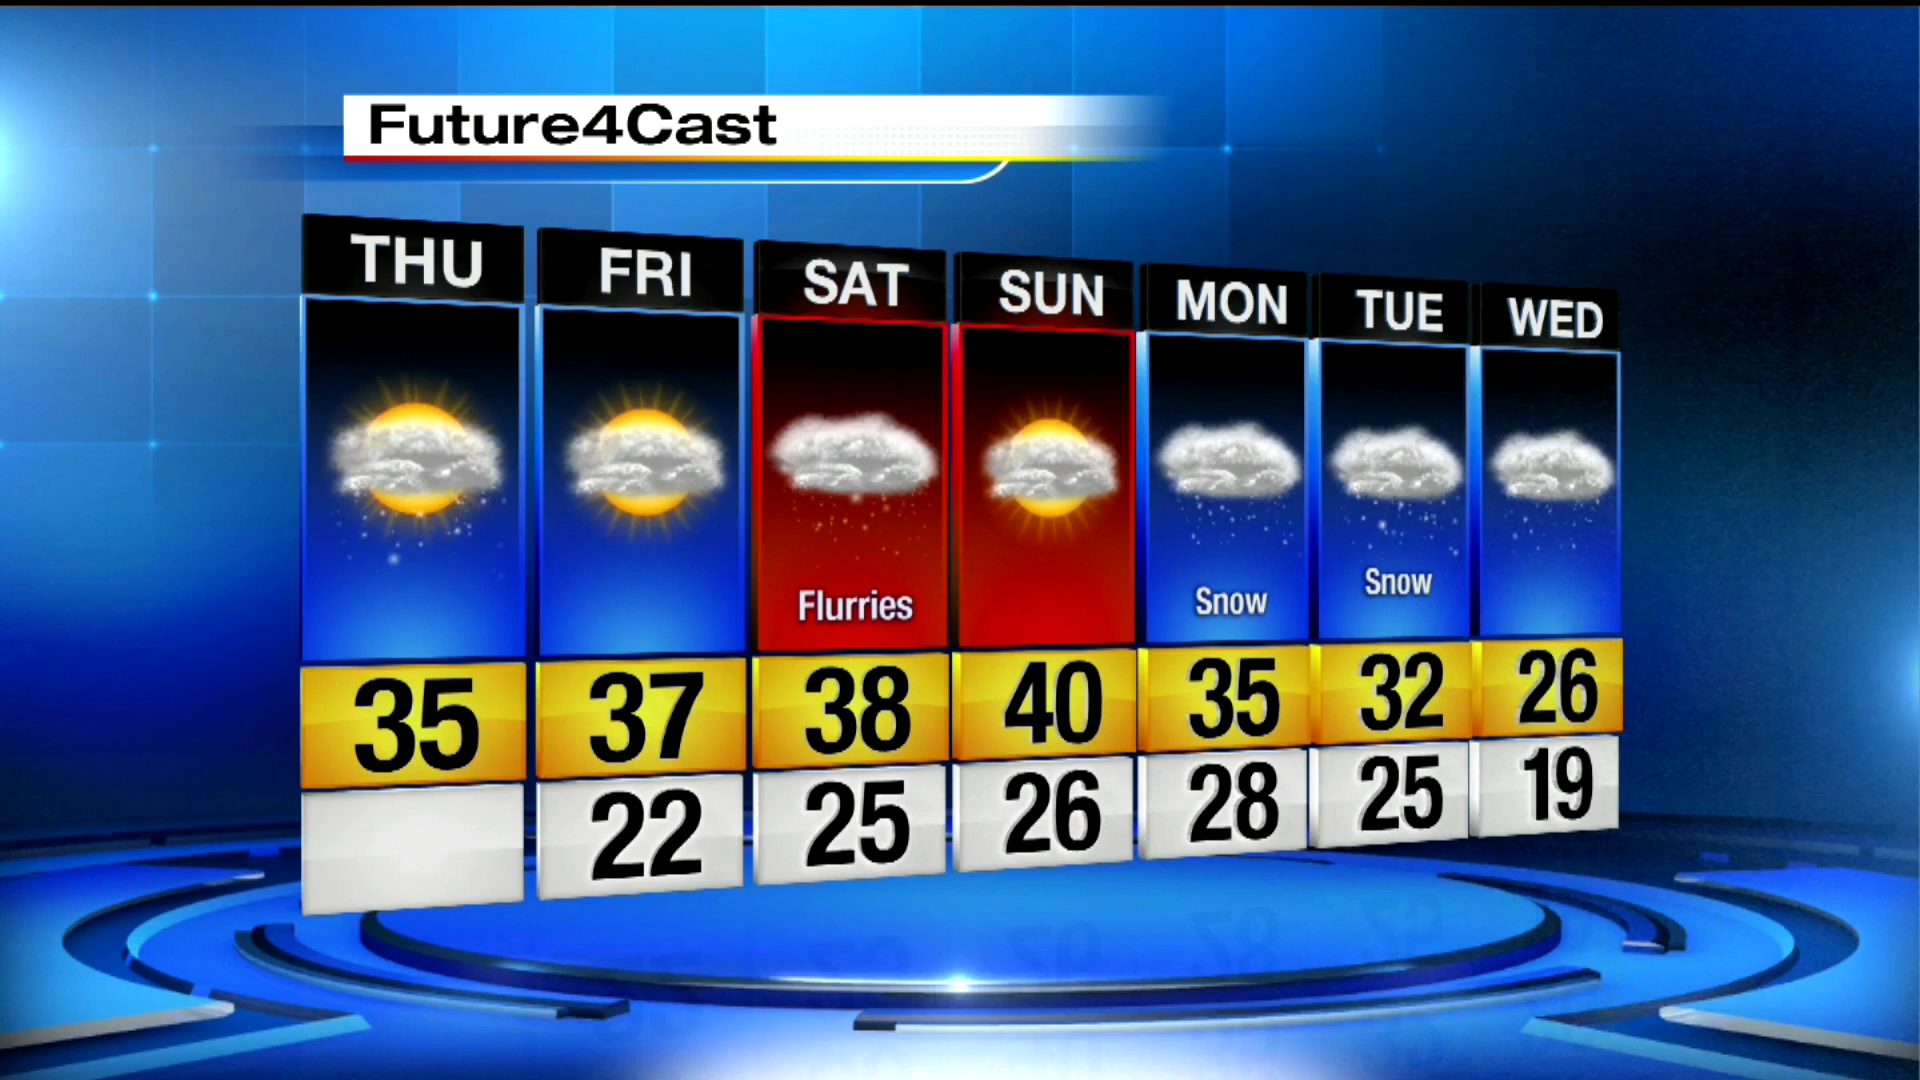 Future4Cast
THU FRI SAT SUN MON TUE WED
Flurries Snow Snow
35 37 38 40 35 32 26
22 25 26 28 25 19